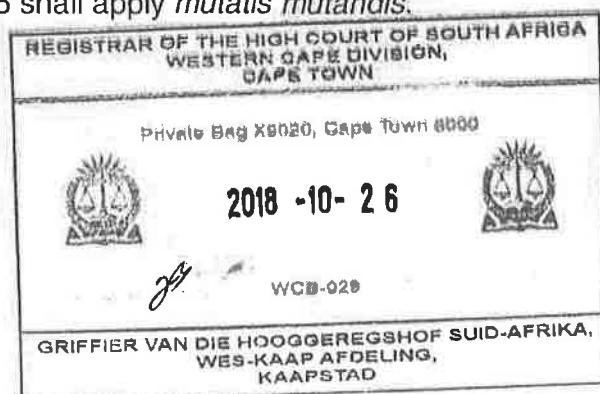 5 shall apply mutatis mutandis.
REGISTRAR OF THE HIGH COURT OF SOUTH AFRICA
WESTERN CAPE DIVISION,
CAPE TOWN
Private Bag X9020, Cape Town 8000
2018 -10- 26
WCB-029
GRIFFIER VAN DIE HOOGGEREGSHOF SUID-AFRIKA,
WES-KAAP AFDELING,
KAAPSTAD